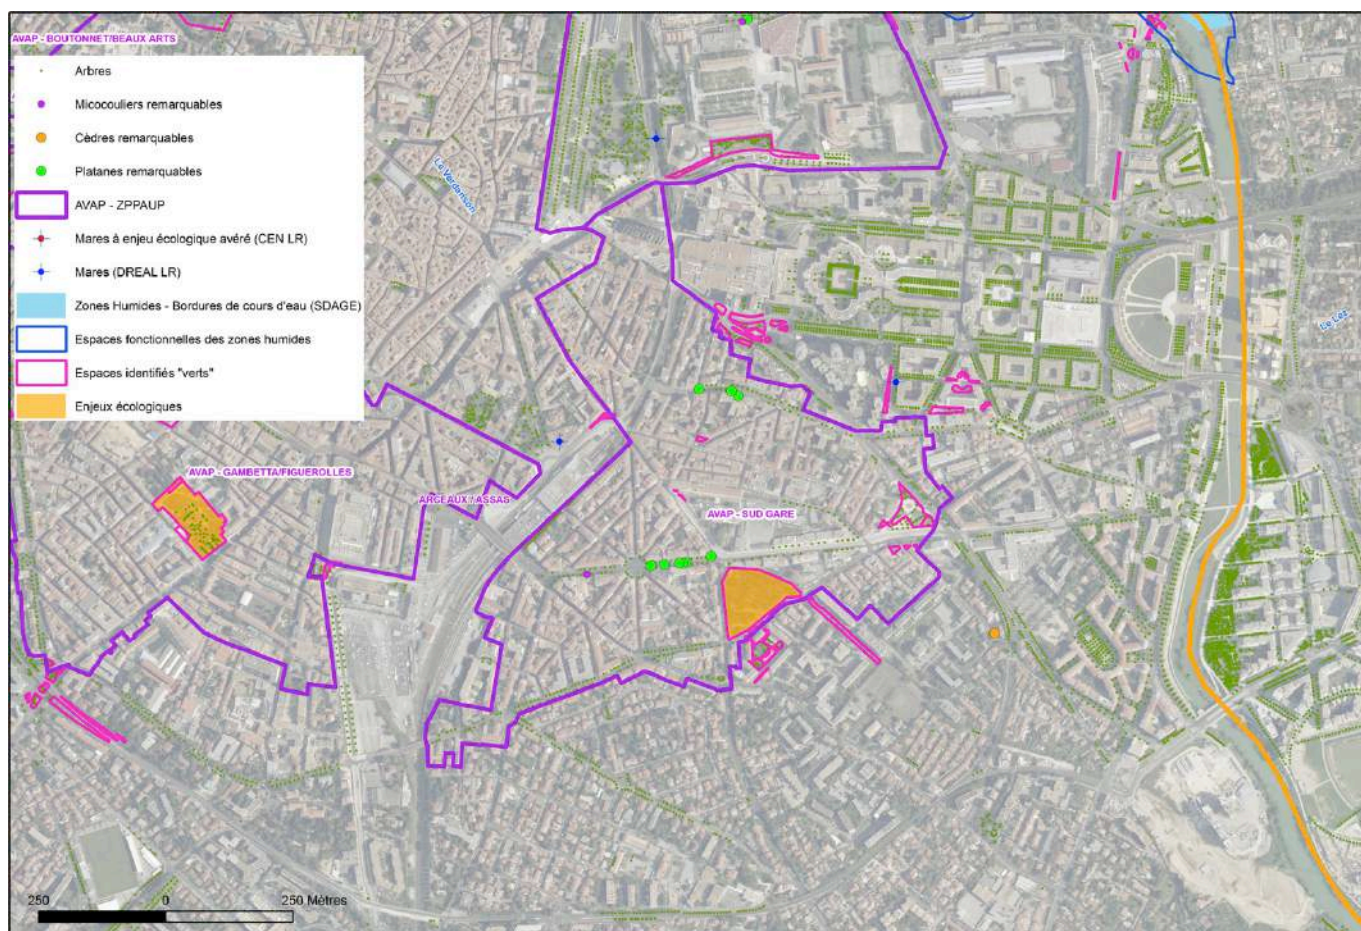 AVAP - BOUTONNET/BEAUX ARTS
Arbres
Micocouliers remarquables
Cèdres remarquables
Platanes remarquables
AVAP - ZPPAUP
Mares à enjeu écologique avéré (CEN LR)
Mares (DREAL LR)
Zones Humides - Bordures de cours d'eau (SDAGE)
Espaces fonctionnelles des zones humides
Espaces identifiés "verts"
Enjeux écologiques
Le Verdanson
Le Lez
AVAP - GAMBETTA/FIGUEROLLES
ARCEAUX / ASSAS
AVAP - SUD GARE
250 0 250 Mètres